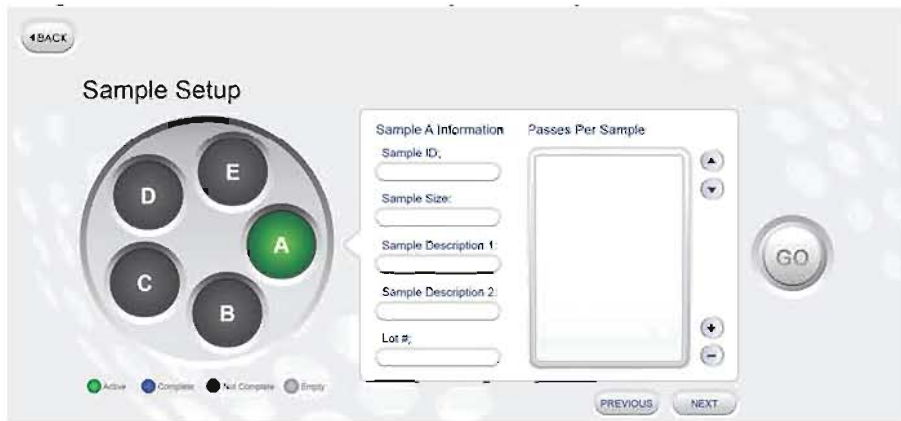 BACK
Sample Setup
E
D
A
C
B
Active Complete Not Complete Empty
Sample A Information
Sample ID:
Sample Size:
Sample Description 1:
Sample Description 2:
Lot #:
Passes Per Sample
+
−
GO
PREVIOUS NEXT